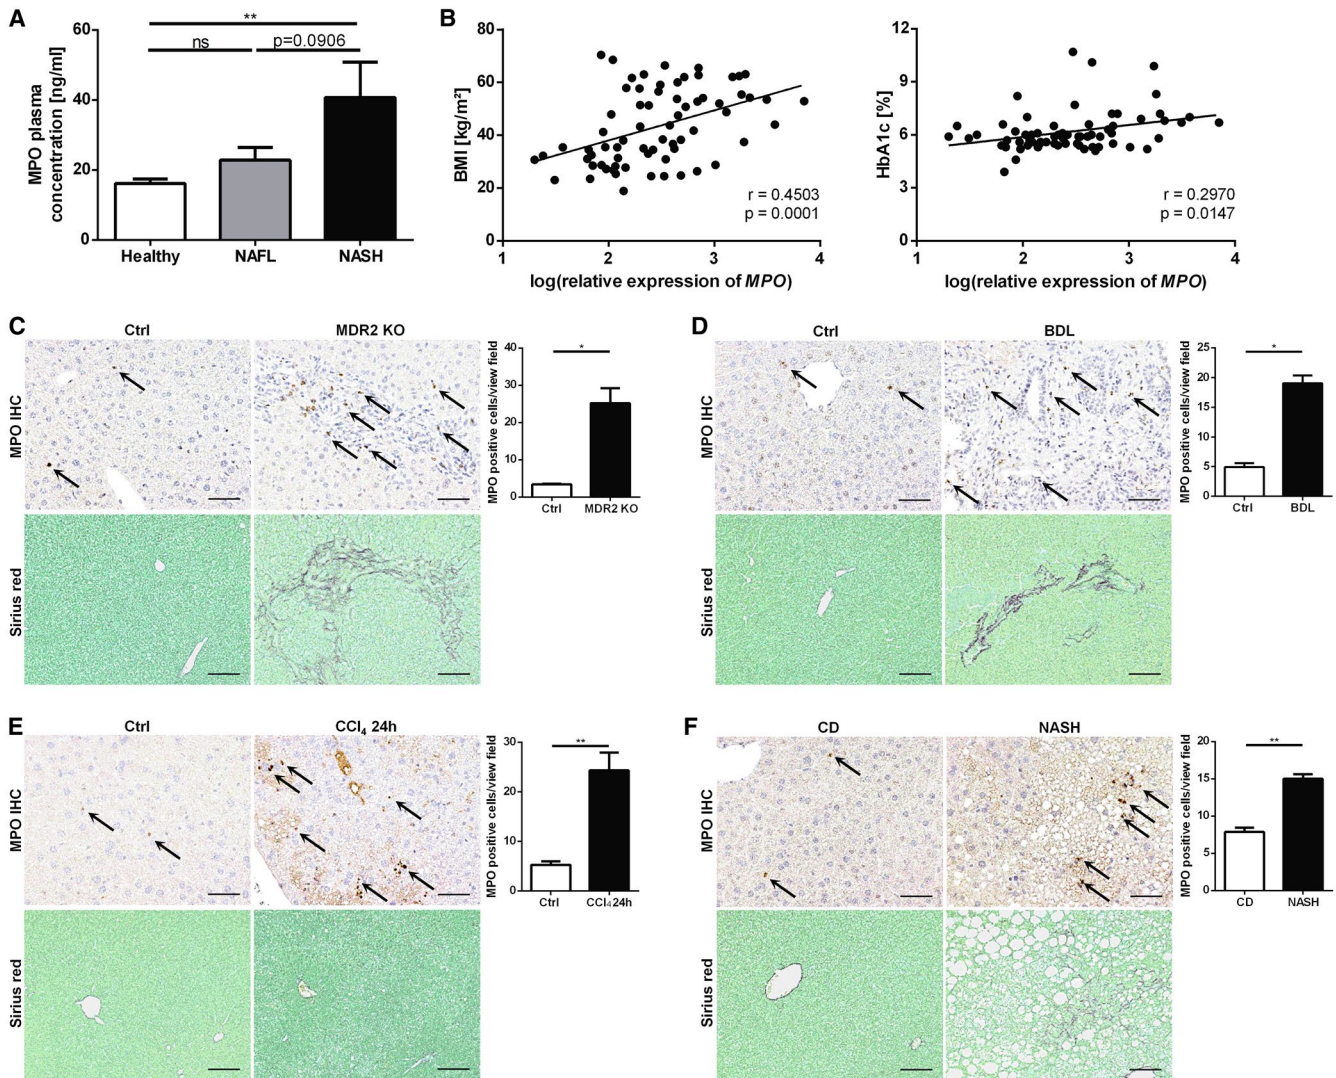 A
MPO plasma
concentration [ng/ml]
60
40
20
0
**
ns
p=0.0906
Healthy NAFL NASH
B
BMI [kg/m²]
80
60
40
20
0
r = 0.4503
p = 0.0001
1 2 3 4
log(relative expression of MPO)
HbA1c [%]
12
9
6
3
0
r = 0.2970
p = 0.0147
1 2 3 4
log(relative expression of MPO)
C
Ctrl MDR2 KO
MPO IHC
Sirius red
MPO positive cells/view field
40
30
20
10
0
*
Ctrl MDR2 KO
D
Ctrl BDL
MPO IHC
Sirius red
MPO positive cells/view field
25
20
15
10
5
0
*
Ctrl BDL
E
Ctrl CCl₄ 24h
MPO IHC
Sirius red
MPO positive cells/view field
30
20
10
0
**
Ctrl CCl₄24h
F
CD NASH
MPO IHC
Sirius red
MPO positive cells/view field
20
15
10
5
0
**
CD NASH